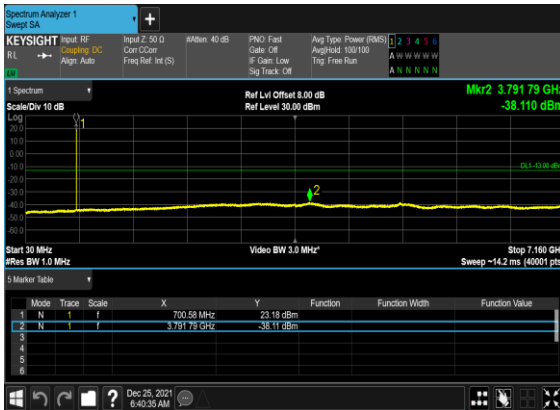 Spectrum Analyzer 1
Swept SA
+
KEYSIGHT Input: RF Input Z: 50 Ω #Atten: 40 dB PNO: Fast Avg Type: Power (RMS) 1 2 3 4 5 6
RL Coupling: DC Corr CCorr Gate: Off Avg|Hold: 100/100 A W W W W W
Align: Auto Freq Ref: Int (S) IF Gain: Low Trig: Free Run
LW Sig Track: Off A N N N N N
1 Spectrum Ref Lvl Offset 8.00 dB Mkr2 3.791 79 GHz
Scale/Div 10 dB Ref Level 30.00 dBm -38.110 dBm
Log
1
20.0
10.0
0.00
-10.0
DL1 -13.00 dBm
-20.0
-30.0
2
-40.0
-50.0
-60.0
Start 30 MHz Video BW 3.0 MHz* Stop 7.160 GHz
#Res BW 1.0 MHz Sweep ~14.2 ms (40001 pts)
5 Marker Table
Mode Trace Scale X Y Function Function Width Function Value
1 N 1 f 700.58 MHz 23.18 dBm
2 N 1 f 3.791 79 GHz -38.11 dBm
3
4
5
6
? Dec 25, 2021
6:40:35 AM